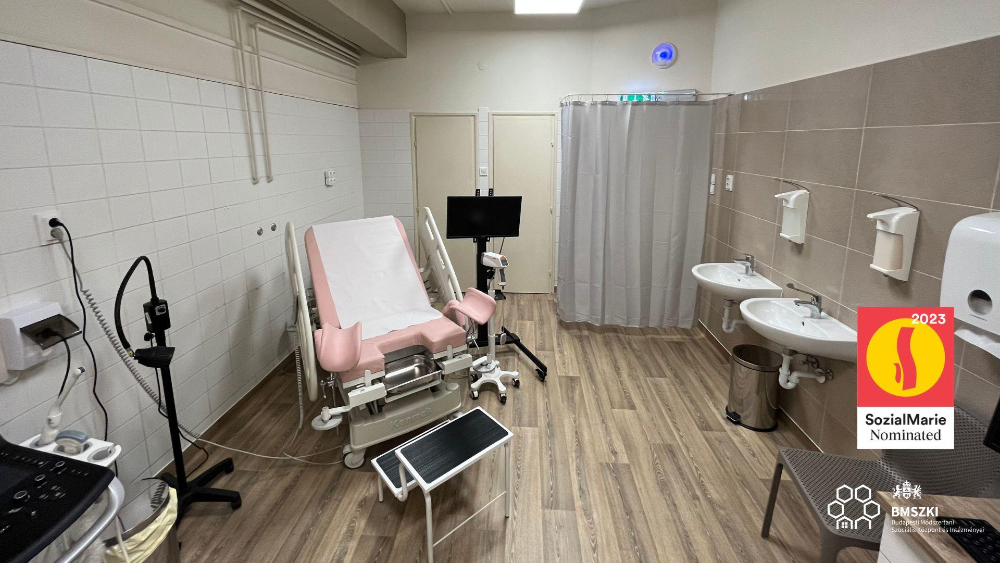 Kenmak
2023
SozialMarie
Nominated
BMSZKI
Budapesti Módszertani
Szociális Központ és Intézményei